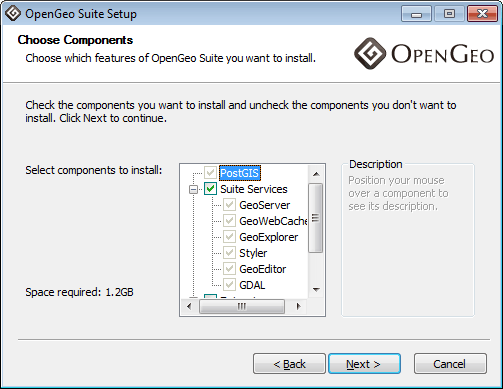 OpenGeo Suite Setup
Choose Components
Choose which features of OpenGeo Suite you want to install.
OPENGEO
Check the components you want to install and uncheck the components you don't want to
install. Click Next to continue.
Select components to install:
PostGIS
Suite Services
GeoServer
GeoWebCache
GeoExplorer
Styler
GeoEditor
GDAL
Description
Position your mouse
over a component to
see its description.
Space required: 1.2GB
< Back
Next >
Cancel